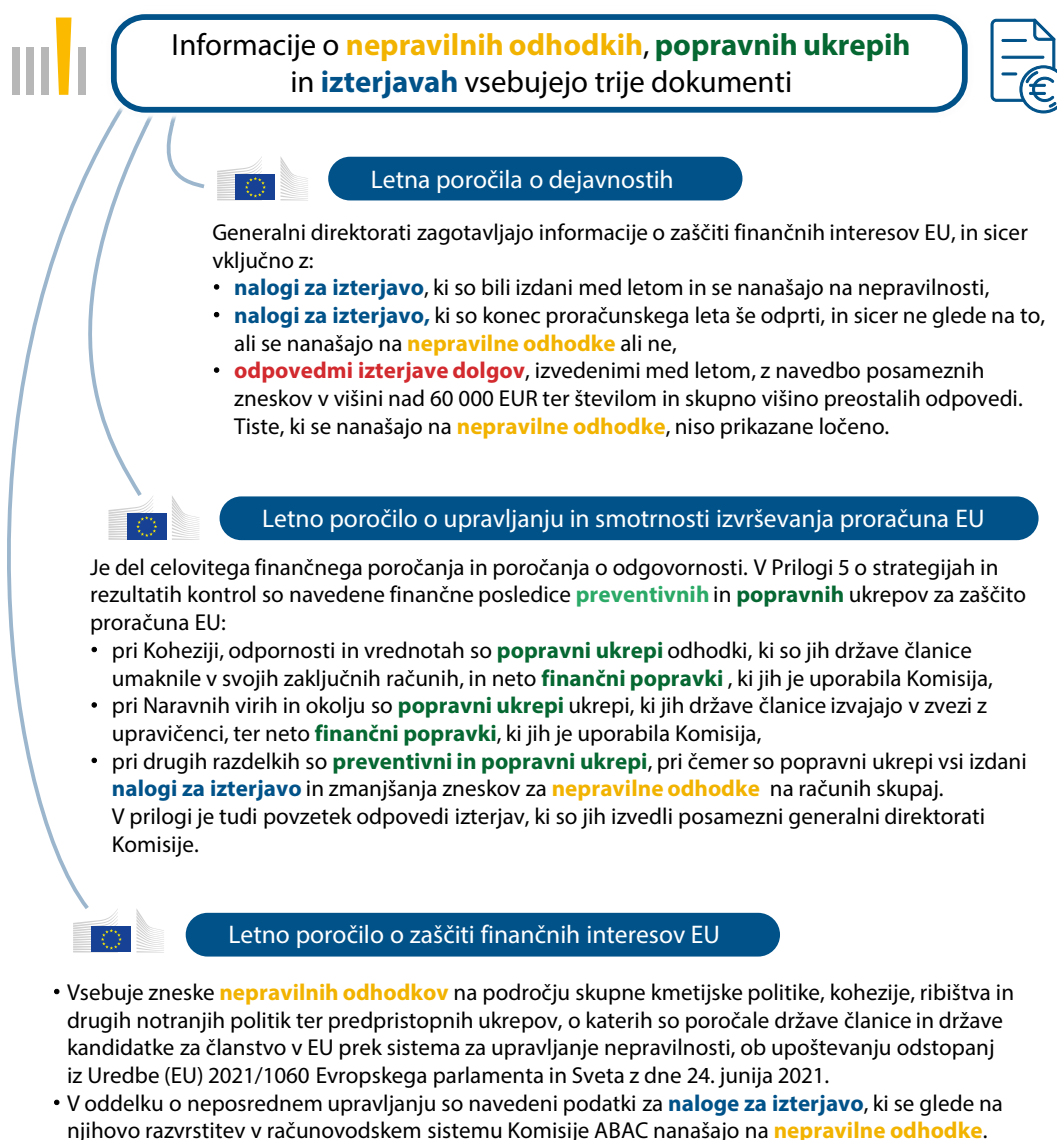 Informacije o nepravilnih odhodkih, popravnih ukrepih
in izterjavah vsebujejo trije dokumenti
Letna poročila o dejavnostih
Generalni direktorati zagotavljajo informacije o zaščiti finančnih interesov EU, in sicer
vključno z:
• nalogi za izterjavo, ki so bili izdani med letom in se nanašajo na nepravilnosti,
• nalogi za izterjavo, ki so konec proračunskega leta še odprti, in sicer ne glede na to,
ali se nanašajo na nepravilne odhodke ali ne,
• odpovedmi izterjave dolgov, izvedenimi med letom, z navedbo posameznih
zneskov v višini nad 60 000 EUR ter številom in skupno višino preostalih odpovedi.
Tiste, ki se nanašajo na nepravilne odhodke, niso prikazane ločeno.
Letno poročilo o upravljanju in smotrnosti izvrševanja proračuna EU
Je del celovitega finančnega poročanja in poročanja o odgovornosti. V Prilogi 5 o strategijah in
rezultatih kontrol so navedene finančne posledice preventivnih in popravnih ukrepov za zaščito
proračuna EU:
• pri Koheziji, odpornosti in vrednotah so popravni ukrepi odhodki, ki so jih države članice
umaknile v svojih zaključnih računih, in neto finančni popravki , ki jih je uporabila Komisija,
• pri Naravnih virih in okolju so popravni ukrepi ukrepi, ki jih države članice izvajajo v zvezi z
upravičenci, ter neto finančni popravki, ki jih je uporabila Komisija,
• pri drugih razdelkih so preventivni in popravni ukrepi, pri čemer so popravni ukrepi vsi izdani
nalogi za izterjavo in zmanjšanja zneskov za nepravilne odhodke na računih skupaj.
V prilogi je tudi povzetek odpovedi izterjav, ki so jih izvedli posamezni generalni direktorati
Komisije.
Letno poročilo o zaščiti finančnih interesov EU
• Vsebuje zneske nepravilnih odhodkov na področju skupne kmetijske politike, kohezije, ribištva in
drugih notranjih politik ter predpristopnih ukrepov, o katerih so poročale države članice in države
kandidatke za članstvo v EU prek sistema za upravljanje nepravilnosti, ob upoštevanju odstopanj
iz Uredbe (EU) 2021/1060 Evropskega parlamenta in Sveta z dne 24. junija 2021.
• V oddelku o neposrednem upravljanju so navedeni podatki za naloge za izterjavo, ki se glede na
njihovo razvrstitev v računovodskem sistemu Komisije ABAC nanašajo na nepravilne odhodke.